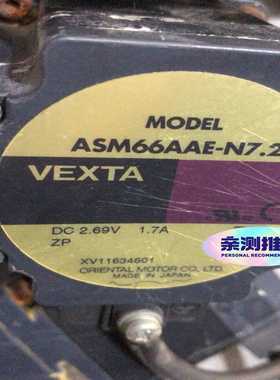 MODEL
ASM66AAE-N7.2
VEXTA
DC 2.69V 1.7A
ZP
XV11634601
ORIENTAL MOTOR CO., LTD.
MADE IN JAPAN
亲测推
PERSONAL RECOMMEN